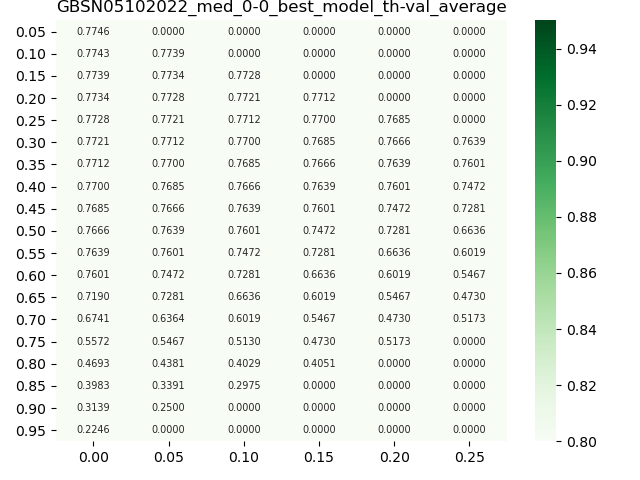 GBSN05102022_med_0-0_best_model_th-val_average
0.05 0.7746 0.0000 0.0000 0.0000 0.0000 0.0000
0.10 0.7743 0.7739 0.0000 0.0000 0.0000 0.0000
0.15 0.7739 0.7734 0.7728 0.0000 0.0000 0.0000
0.20 0.7734 0.7728 0.7721 0.7712 0.0000 0.0000
0.25 0.7728 0.7721 0.7712 0.7700 0.7685 0.0000
0.30 0.7721 0.7712 0.7700 0.7685 0.7666 0.7639
0.35 0.7712 0.7700 0.7685 0.7666 0.7639 0.7601
0.40 0.7700 0.7685 0.7666 0.7639 0.7601 0.7472
0.45 0.7685 0.7666 0.7639 0.7601 0.7472 0.7281
0.50 0.7666 0.7639 0.7601 0.7472 0.7281 0.6636
0.55 0.7639 0.7601 0.7472 0.7281 0.6636 0.6019
0.60 0.7601 0.7472 0.7281 0.6636 0.6019 0.5467
0.65 0.7190 0.7281 0.6636 0.6019 0.5467 0.4730
0.70 0.6741 0.6364 0.6019 0.5467 0.4730 0.5173
0.75 0.5572 0.5467 0.5130 0.4730 0.5173 0.0000
0.80 0.4693 0.4381 0.4029 0.4051 0.0000 0.0000
0.85 0.3983 0.3391 0.2975 0.0000 0.0000 0.0000
0.90 0.3139 0.2500 0.0000 0.0000 0.0000 0.0000
0.95 0.2246 0.0000 0.0000 0.0000 0.0000 0.0000
0.00 0.05 0.10 0.15 0.20 0.25
0.94
0.92
0.90
0.88
0.86
0.84
0.82
0.80